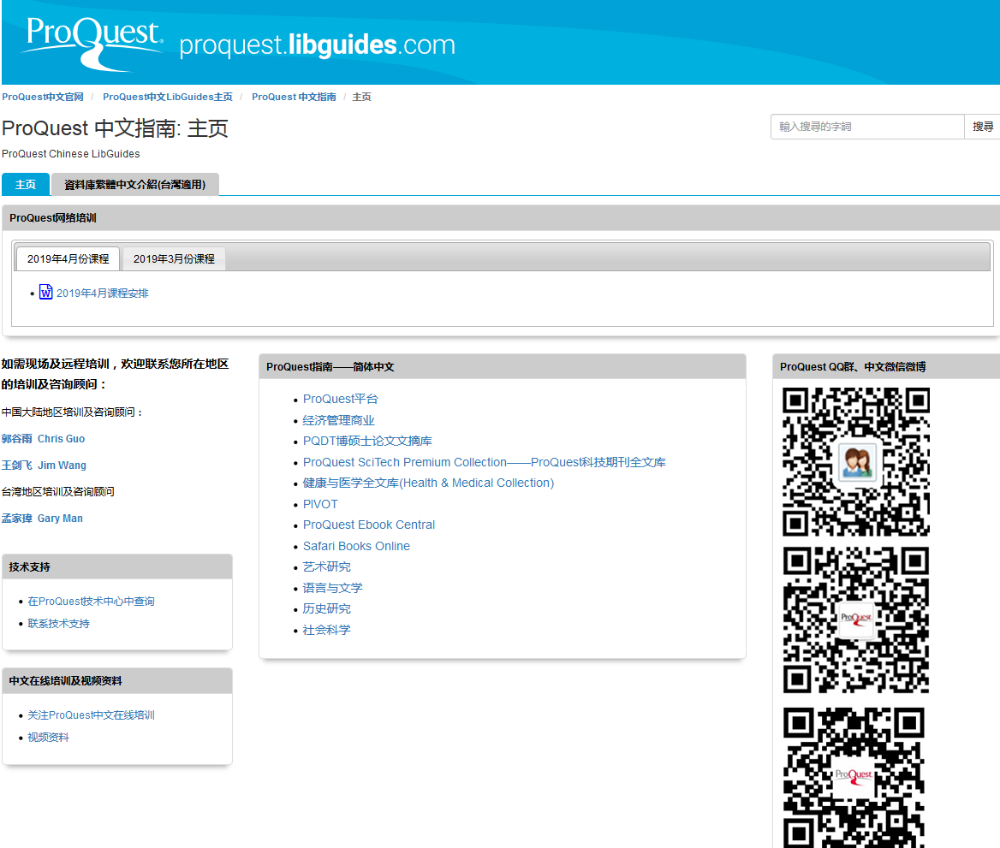 ProQuest
proquest.libguides.com
ProQuest中文官网 / ProQuest中文LibGuides主页 / ProQuest 中文指南 / 主页
ProQuest 中文指南: 主页
輸入搜尋的字詞 搜尋
ProQuest Chinese LibGuides
主页 資料庫繁體中文介紹(台灣適用)
ProQuest网络培训
2019年4月份课程 2019年3月份课程
2019年4月课程安排
如需现场及远程培训，欢迎联系您所在地区
的培训及咨询顾问：
中国大陆地区培训及咨询顾问：
郭谷雨 Chris Guo
王剑飞 Jim Wang
台湾地区培训及咨询顾问
孟家瑋 Gary Man
技术支持
在ProQuest技术中心中查询
联系技术支持
中文在线培训及视频资料
关注ProQuest中文在线培训
视频资料
ProQuest指南——简体中文
ProQuest平台
经济管理商业
PQDT博硕士论文文摘库
ProQuest SciTech Premium Collection——ProQuest科技期刊全文库
健康与医学全文库(Health & Medical Collection)
PIVOT
ProQuest Ebook Central
Safari Books Online
艺术研究
语言与文学
历史研究
社会科学
ProQuest QQ群、中文微信微博
ProQuest
ProQuest